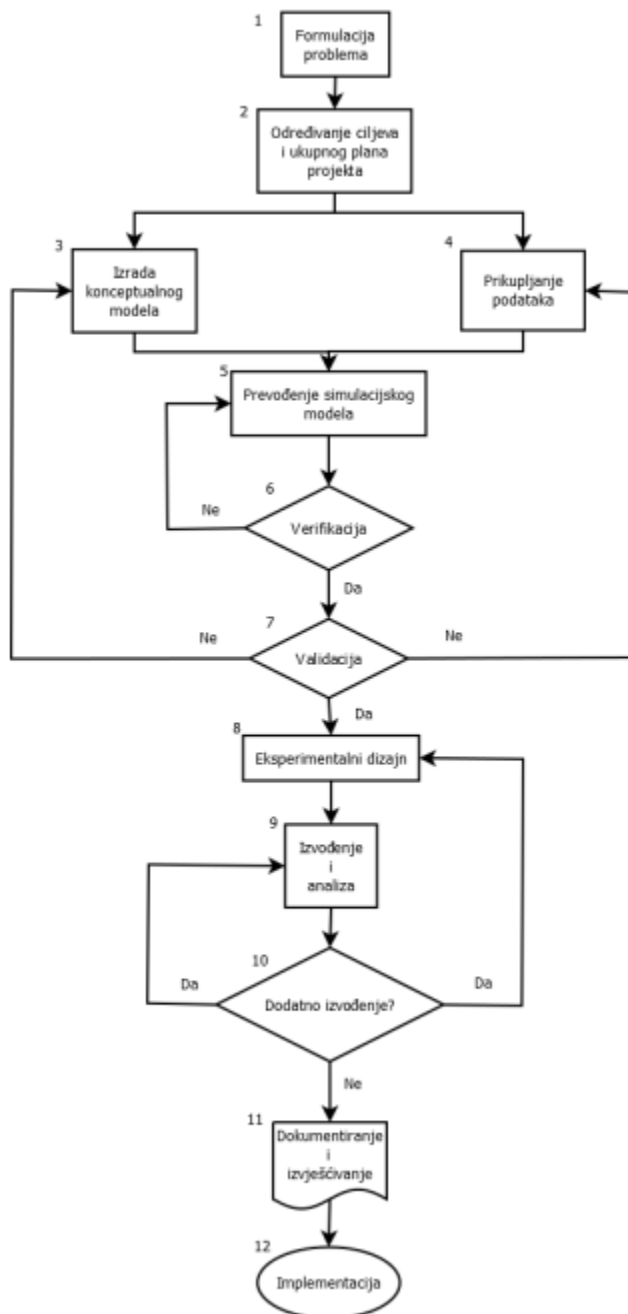 1
Formulacija
problema
2
Određivanje ciljeva
i ukupnog plana
projekta
3
Izrada
konceptualnog
modela
4
Prikupljanje
podataka
5
Prevođenje simulacijskog
modela
6
Verifikacija
Ne
Da
7
Validacija
Ne
Ne
Da
8
Eksperimentalni dizajn
9
Izvođenje
i
analiza
10
Dodatno izvođenje?
Da
Da
Ne
11
Dokumentiranje
i
izvješćivanje
12
Implementacija